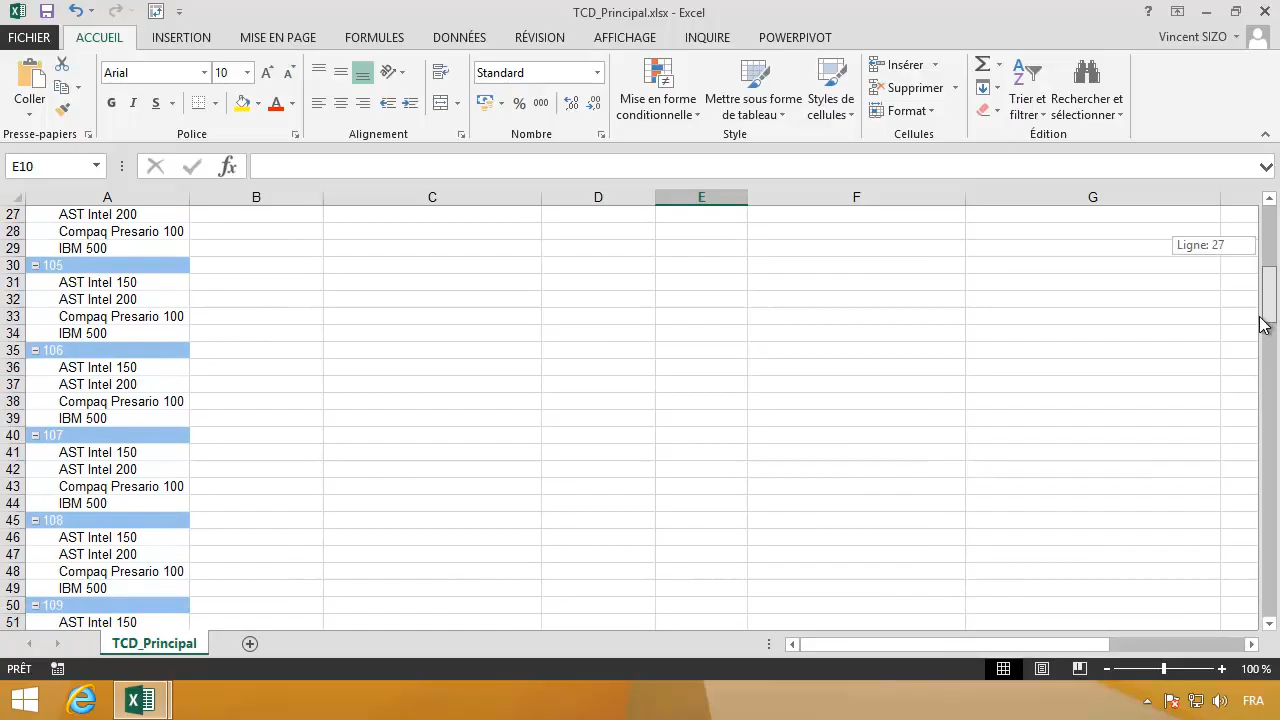 TCD_Principal.xlsx - Excel
FICHIER ACCUEIL INSERTION MISE EN PAGE FORMULES DONNÉES RÉVISION AFFICHAGE INQUIRE POWERPIVOT Vincent SIZO
Coller
Presse-papiers
Arial 10
G I S
Police
Alignement
Standard
% 000
Nombre
Mise en forme conditionnelle
Mettre sous forme de tableau
Styles de cellules
Style
Insérer
Supprimer
Format
Cellules
Trier et filtrer
Rechercher et sélectionner
Édition
E10 fx
A B C D E F G
27 AST Intel 200
28 Compaq Presario 100
29 IBM 500
Ligne: 27
30 105
31 AST Intel 150
32 AST Intel 200
33 Compaq Presario 100
34 IBM 500
35 106
36 AST Intel 150
37 AST Intel 200
38 Compaq Presario 100
39 IBM 500
40 107
41 AST Intel 150
42 AST Intel 200
43 Compaq Presario 100
44 IBM 500
45 108
46 AST Intel 150
47 AST Intel 200
48 Compaq Presario 100
49 IBM 500
50 109
51 AST Intel 150
TCD_Principal
PRÊT 100 %
FRA